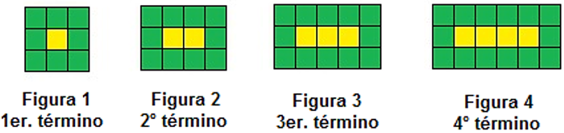 Figura 1
1er. término
Figura 2
2° término
Figura 3
3er. término
Figura 4
4° término